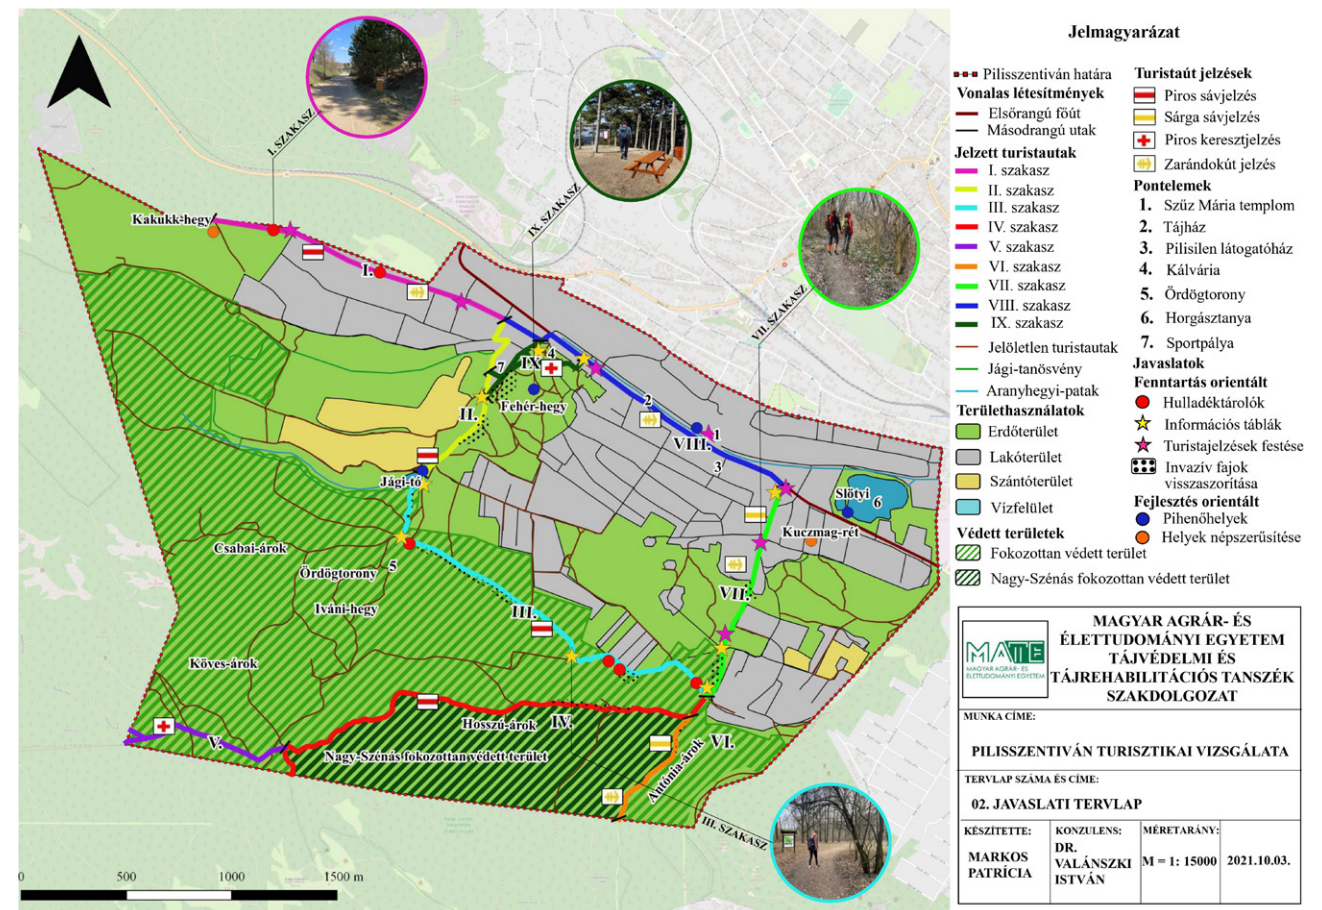 I. SZAKASZ
IX. SZAKASZ
VII. SZAKASZ
Kakukk-hegy
I.
IX.
4
7
Fehér-hegy
II.
2
VIII.
1
3
Jági-tó
Slötyi
6
Kuczmag-rét
Csabai-árok
Ördögtorony
5
Iváni-hegy
III.
VII.
Köves-árok
Hosszú-árok
IV.
V.
VI.
Nagy-Szénás fokozottan védett terület
Antónia-árok
III. SZAKASZ
0
500
1000
1500 m
Jelmagyarázat
Pilisszentiván határa
Vonalas létesítmények
Elsőrangú főút
Másodrangú utak
Jelzett turistautak
I. szakasz
II. szakasz
III. szakasz
IV. szakasz
V. szakasz
VI. szakasz
VII. szakasz
VIII. szakasz
IX. szakasz
Jelöletlen turistautak
Jági-tanösvény
Aranyhegyi-patak
Területhasználatok
Erdőterület
Lakóterület
Szántóterület
Vízfelület
Védett területek
Fokozottan védett terület
Nagy-Szénás fokozottan védett terület
Turistaút jelzések
Piros sávjelzés
Sárga sávjelzés
Piros keresztjelzés
Zarándokút jelzés
Pontelemek
1. Szűz Mária templom
2. Tájház
3. Pilisilen látogatóház
4. Kálvária
5. Ördögtorony
6. Horgásztanya
7. Sportpálya
Javaslatok
Fenntartás orientált
Hulladéktárolók
Információs táblák
Turistajelzések festése
Invazív fajok
visszaszorítása
Fejlesztés orientált
Pihenőhelyek
Helyek népszerűsítése
MATE
MAGYAR AGRÁR- ÉS
ÉLETTUDOMÁNYI EGYETEM
MAGYAR AGRÁR- ÉS
ÉLETTUDOMÁNYI EGYETEM
TÁJVÉDELMI ÉS
TÁJREHABILITÁCIÓS TANSZÉK
SZAKDOLGOZAT
MUNKA CÍME:
PILISSZENTIVÁN TURISZTIKAI VIZSGÁLATA
TERVLAP SZÁMA ÉS CÍME:
02. JAVASLATI TERVLAP
KÉSZÍTETTE:
MARKOS
PATRÍCIA
KONZULENS:
DR.
VALÁNSZKI
ISTVÁN
MÉRETARÁNY:
M = 1: 15000
2021.10.03.